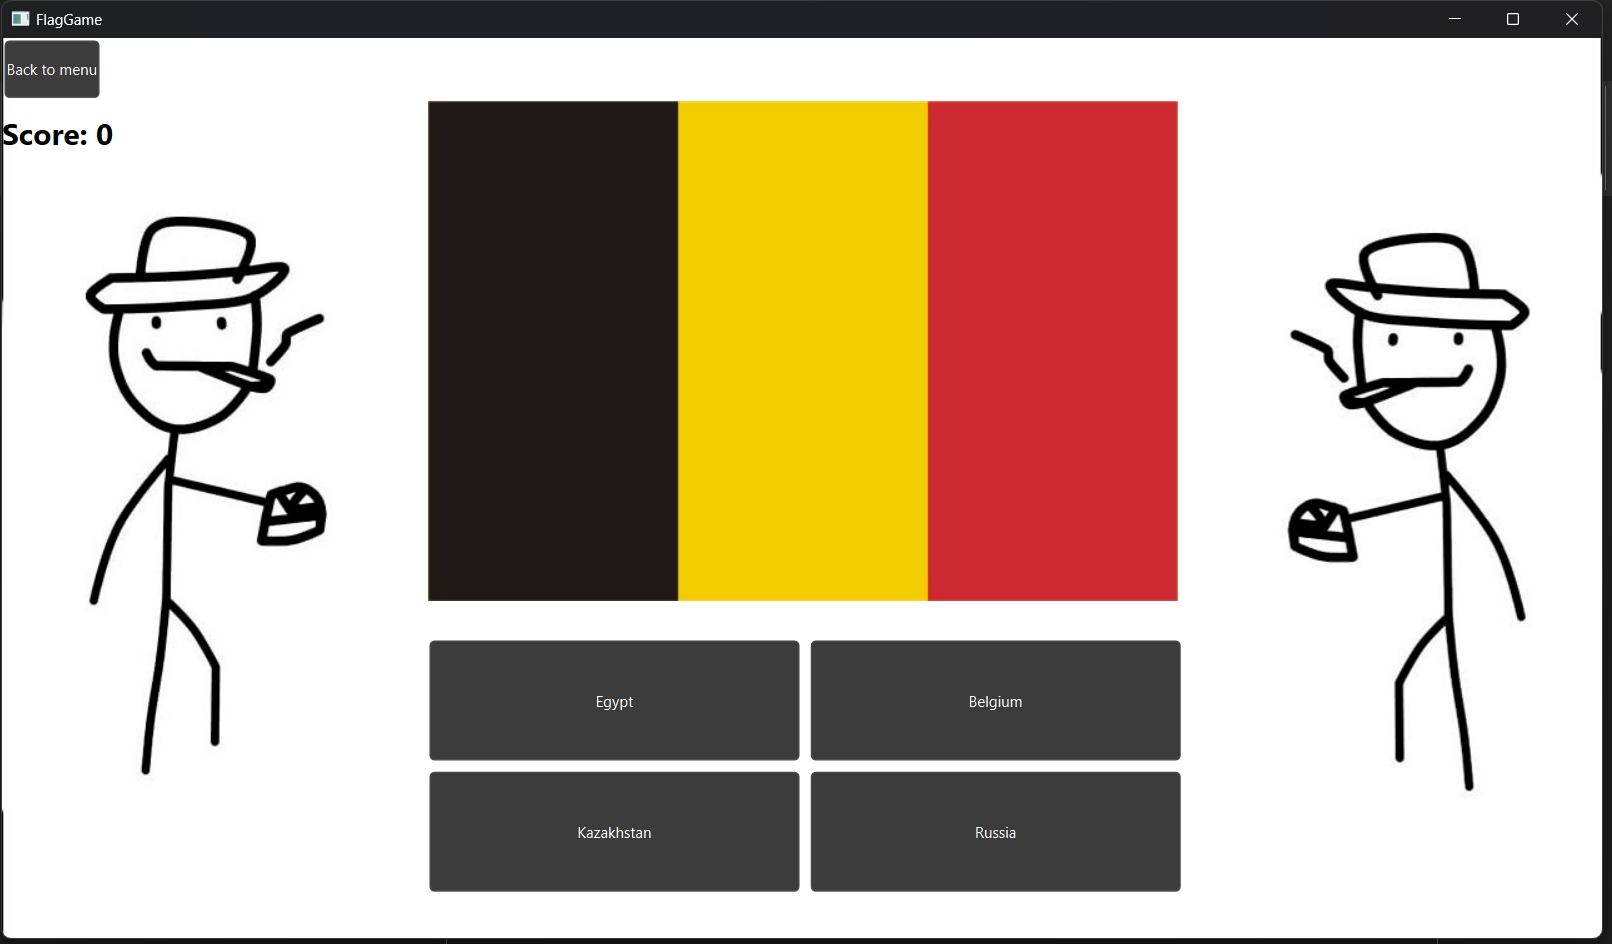 FlagGame
Back to menu
Score: 0
Egypt
Belgium
Kazakhstan
Russia